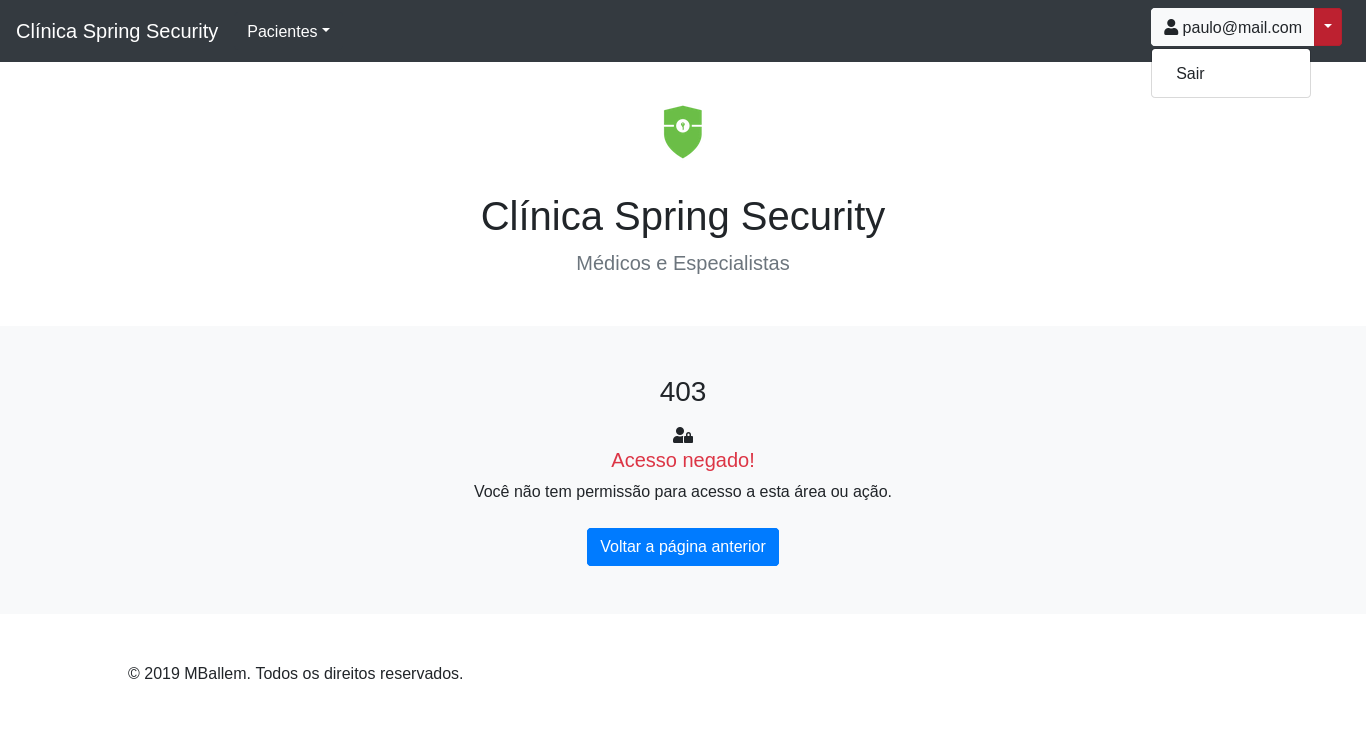 Clínica Spring Security
Pacientes
paulo@mail.com
Sair
Clínica Spring Security
Médicos e Especialistas
403
Acesso negado!
Você não tem permissão para acesso a esta área ou ação.
Voltar a página anterior
© 2019 MBallem. Todos os direitos reservados.